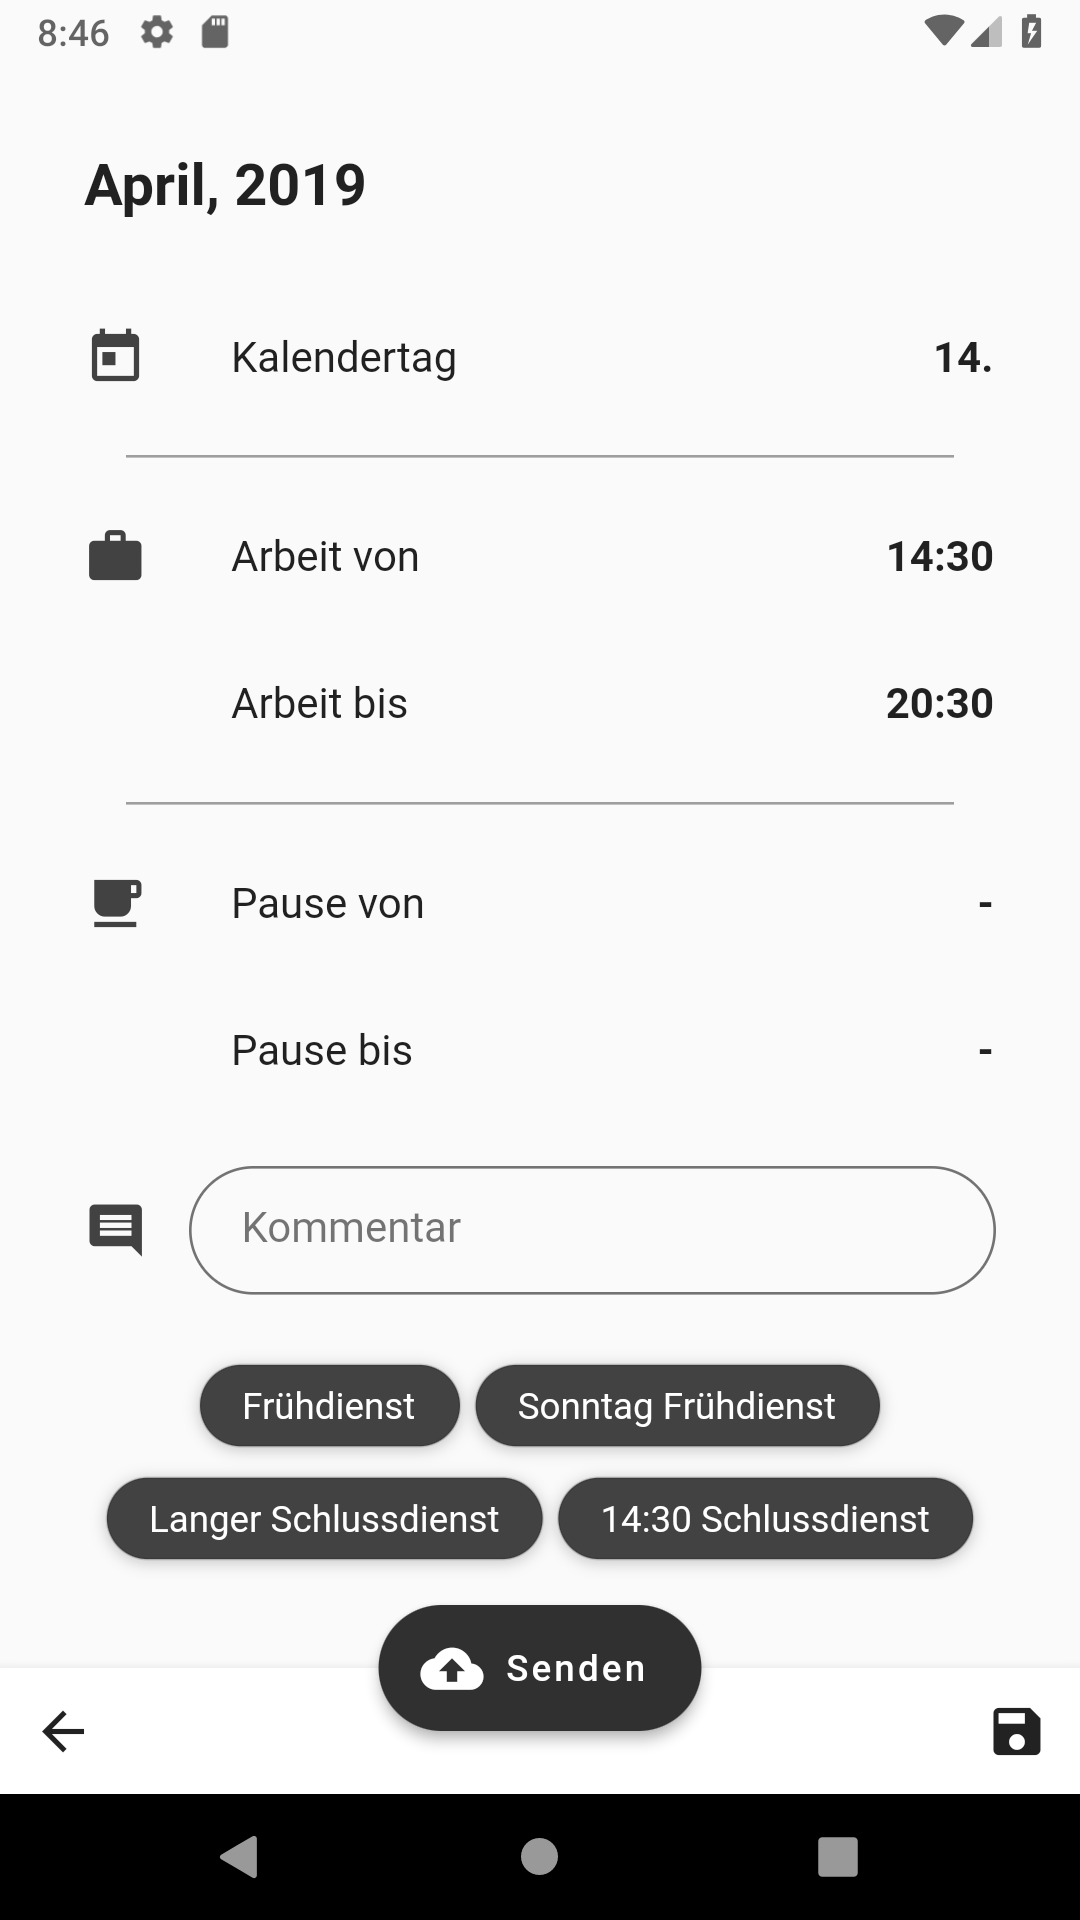 8:46
April, 2019
Kalendertag 14.
Arbeit von 14:30
Arbeit bis 20:30
Pause von -
Pause bis -
Kommentar
Frühdienst Sonntag Frühdienst
Langer Schlussdienst 14:30 Schlussdienst
Senden